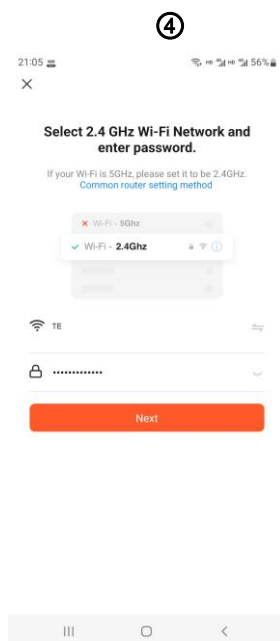 ④
21:05
56%
Select 2.4 GHz Wi-Fi Network and
enter password.
If your Wi-Fi is 5GHz, please set it to be 2.4GHz.
Common router setting
method
Wi-Fi - 5Ghz
Wi-Fi - 2.4Ghz
TE
•••••••••••••
Next